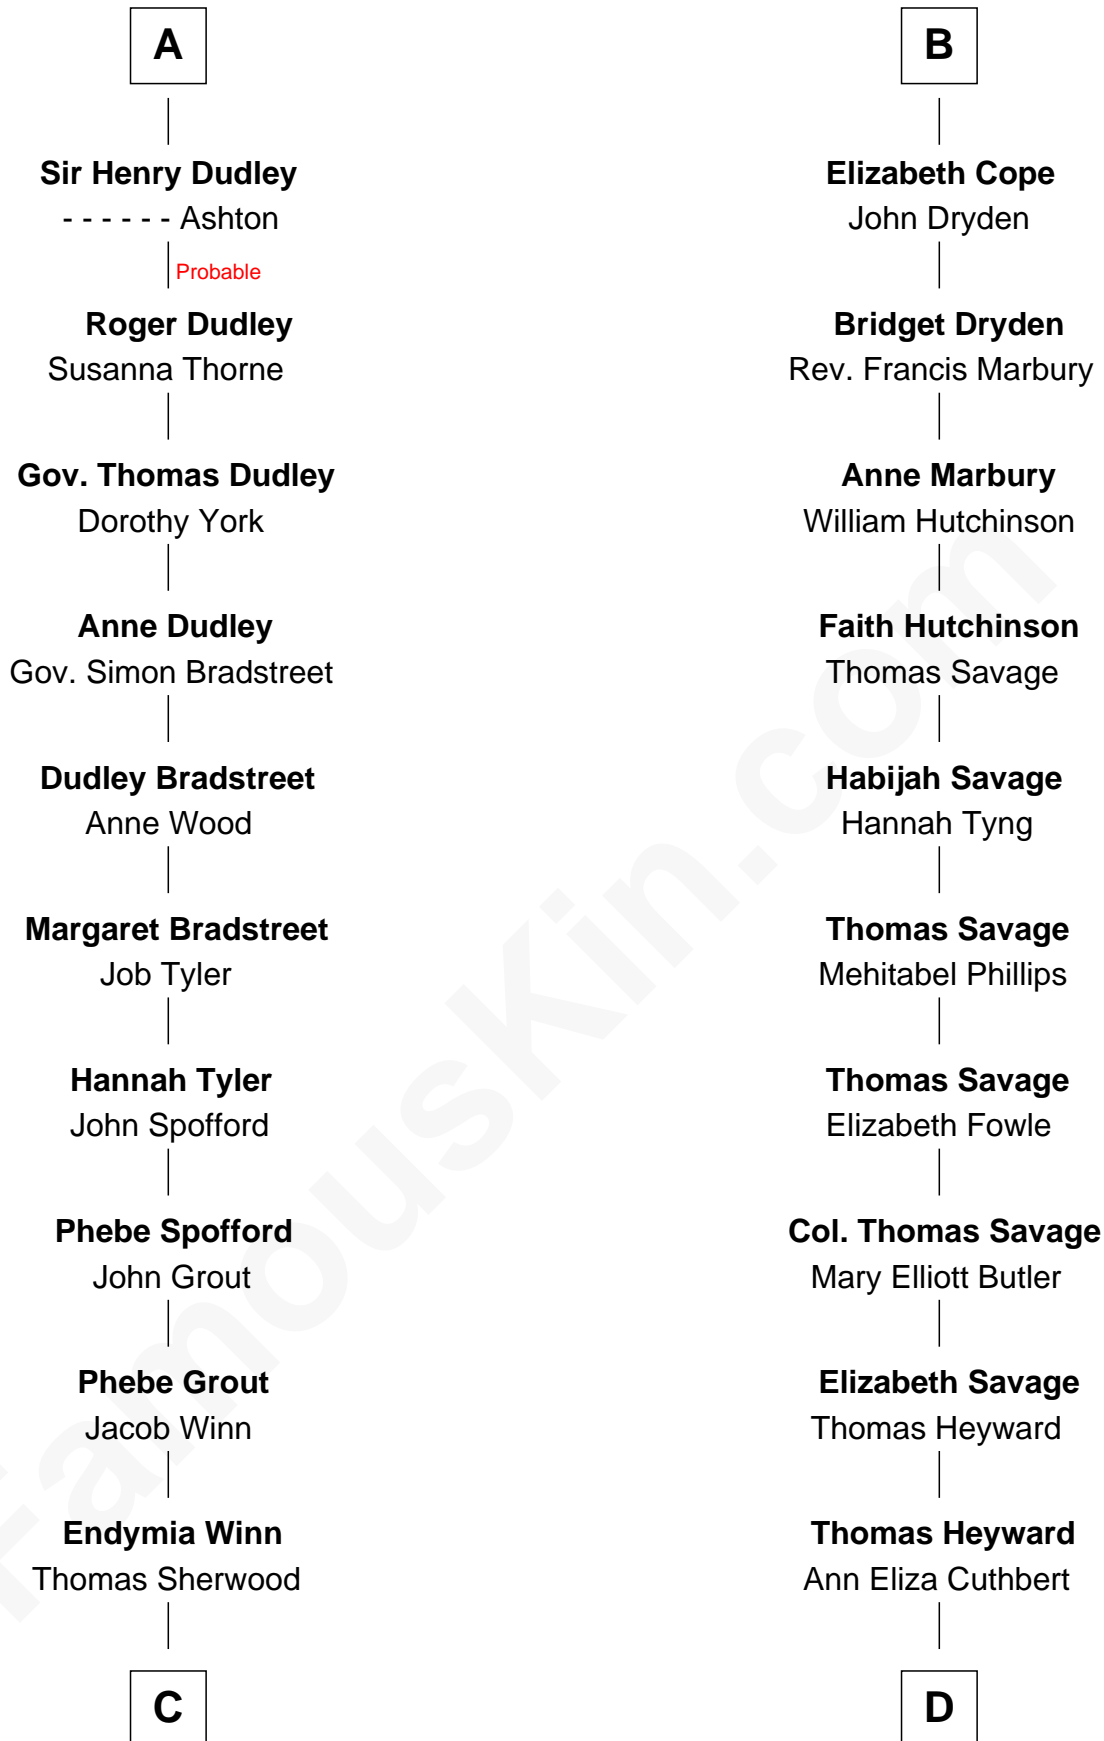 A
Sir Henry Dudley
- - - - - - Ashton
Probable
Roger Dudley
Susanna Thorne
Gov. Thomas Dudley
Dorothy York
Anne Dudley
Gov. Simon Bradstreet
Dudley Bradstreet
Anne Wood
Margaret Bradstreet
Job Tyler
Hannah Tyler
John Spofford
Phebe Spofford
John Grout
Phebe Grout
Jacob Winn
Endymia Winn
Thomas Sherwood
C
B
Elizabeth Cope
John Dryden
Bridget Dryden
Rev. Francis Marbury
Anne Marbury
William Hutchinson
Faith Hutchinson
Thomas Savage
Habijah Savage
Hannah Tyng
Thomas Savage
Mehitabel Phillips
Thomas Savage
Elizabeth Fowle
Col. Thomas Savage
Mary Elliott Butler
Elizabeth Savage
Thomas Heyward
Thomas Heyward
Ann Eliza Cuthbert
D
FamousKin.com